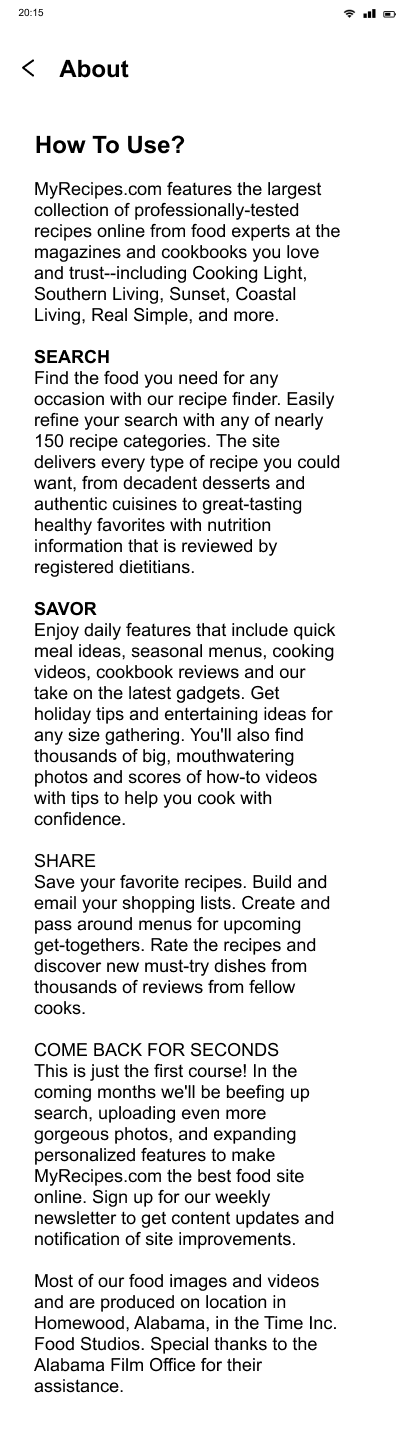 20:15
About
How To Use?
MyRecipes.com features the largest
collection of professionally-tested
recipes online from food experts at the
magazines and cookbooks you love
and trust--including Cooking Light,
Southern Living, Sunset, Coastal
Living, Real Simple, and more.
SEARCH
Find the food you need for any
occasion with our recipe finder. Easily
refine your search with any of nearly
150 recipe categories. The site
delivers every type of recipe you could
want, from decadent desserts and
authentic cuisines to great-tasting
healthy favorites with nutrition
information that is reviewed by
registered dietitians.
SAVOR
Enjoy daily features that include quick
meal ideas, seasonal menus, cooking
videos, cookbook reviews and our
take on the latest gadgets. Get
holiday tips and entertaining ideas for
any size gathering. You'll also find
thousands of big, mouthwatering
photos and scores of how-to videos
with tips to help you cook with
confidence.
SHARE
Save your favorite recipes. Build and
email your shopping lists. Create and
pass around menus for upcoming
get-togethers. Rate the recipes and
discover new must-try dishes from
thousands of reviews from fellow
cooks.
COME BACK FOR SECONDS
This is just the first course! In the
coming months we'll be beefing up
search, uploading even more
gorgeous photos, and expanding
personalized features to make
MyRecipes.com the best food site
online. Sign up for our weekly
newsletter to get content updates and
notification of site improvements.
Most of our food images and videos
and are produced on location in
Homewood, Alabama, in the Time Inc.
Food Studios. Special thanks to the
Alabama Film Office for their
assistance.